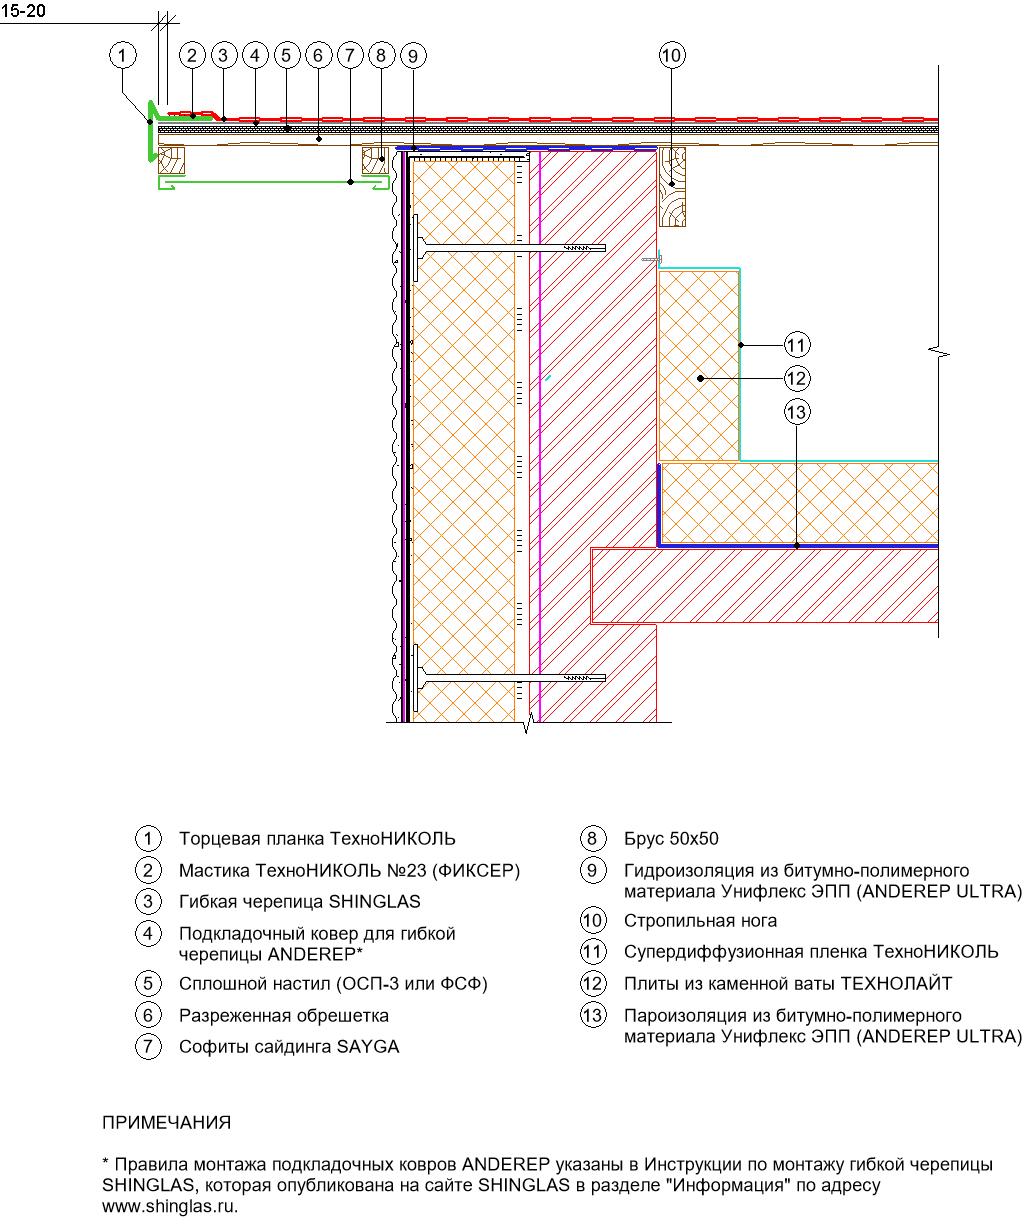 15-20
1 2 3 4 5 6 7 8 9 10
11
12
13
1 Торцевая планка ТехноНИКОЛЬ
2 Мастика ТехноНИКОЛЬ №23 (ФИКСЕР)
3 Гибкая черепица SHINGLAS
4 Подкладочный ковер для гибкой
черепицы ANDEREP*
5 Сплошной настил (ОСП-3 или ФСФ)
6 Разреженная обрешетка
7 Софиты сайдинга SAYGA
8 Брус 50х50
9 Гидроизоляция из битумно-полимерного
материала Унифлекс ЭПП (ANDEREP ULTRA)
10 Стропильная нога
11 Супердиффузионная пленка ТехноНИКОЛЬ
12 Плиты из каменной ваты ТЕХНОЛАЙТ
13 Пароизоляция из битумно-полимерного
материала Унифлекс ЭПП (ANDEREP ULTRA)
ПРИМЕЧАНИЯ
* Правила монтажа подкладочных ковров ANDEREP указаны в Инструкции по монтажу гибкой черепицы
SHINGLAS, которая опубликована на сайте SHINGLAS в разделе "Информация" по адресу
www.shinglas.ru.